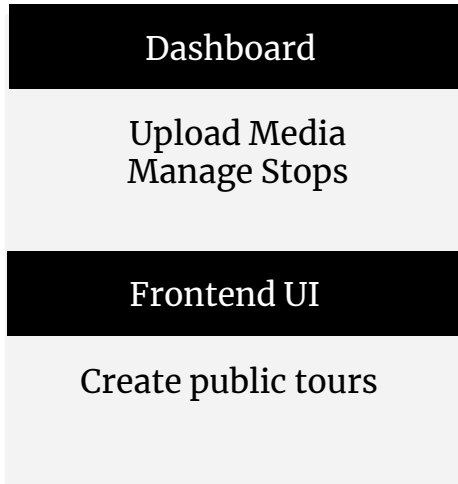 Dashboard
Upload Media
Manage Stops
Frontend UI
Create public tours